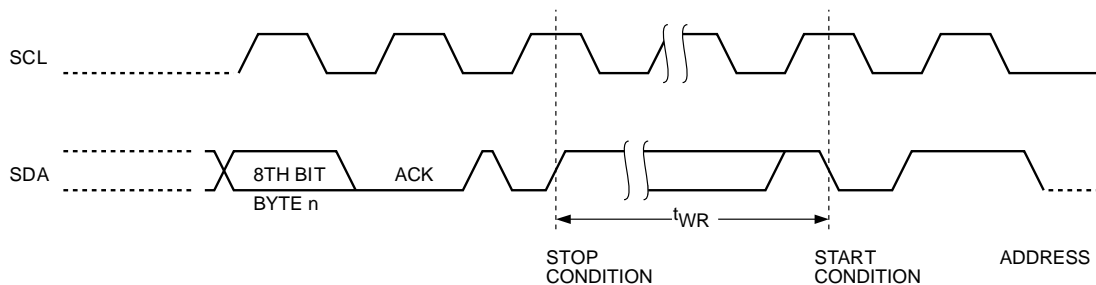 SCL
SDA
8TH BIT
ACK
BYTE n
tWR
STOP
CONDITION
START
CONDITION
ADDRESS